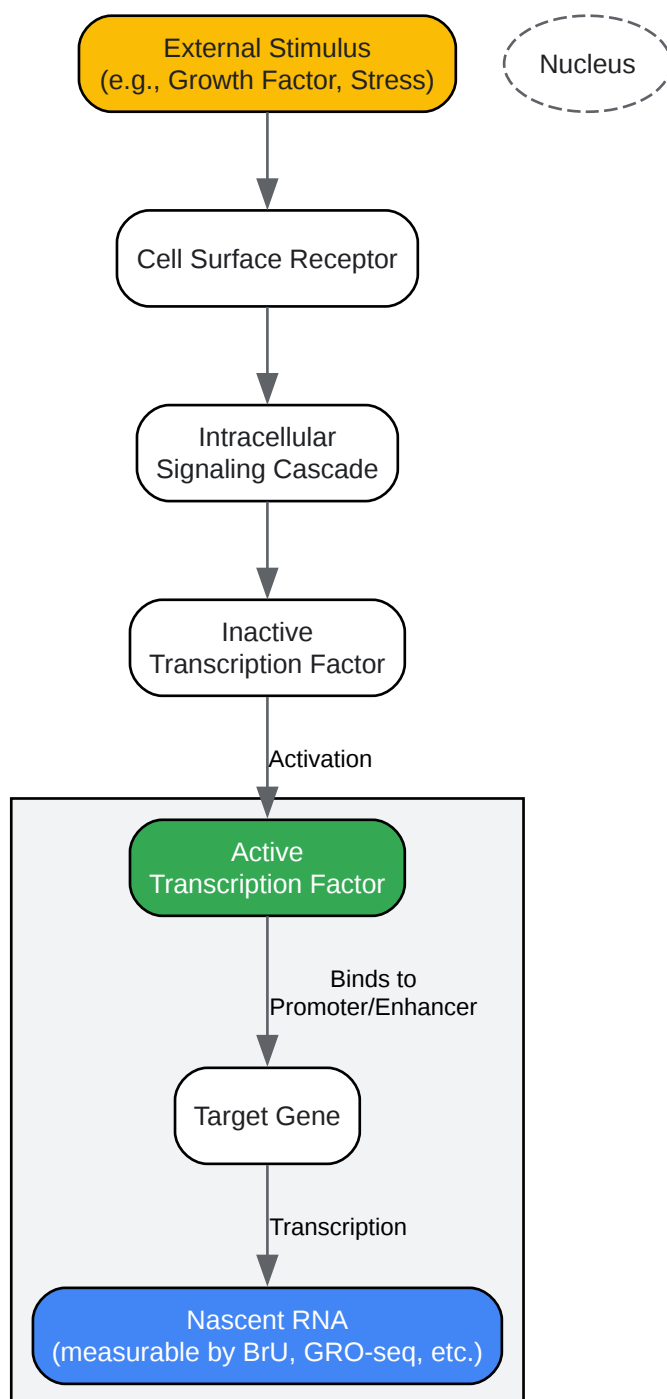 External Stimulus
(e.g., Growth Factor, Stress)
Nucleus
Cell Surface Receptor
Intracellular
Signaling Cascade
Inactive
Transcription Factor
Activation
Active
Transcription Factor
Binds to
Promoter/Enhancer
Target Gene
Transcription
Nascent RNA
(measurable by BrU, GRO-seq, etc.)